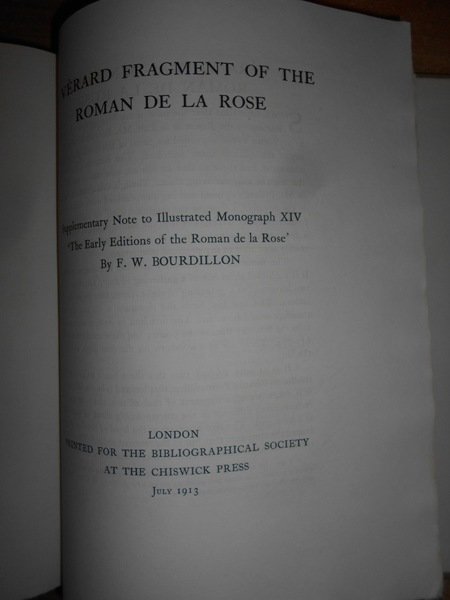 VÉRARD FRAGMENT OF THE
ROMAN DE LA ROSE
Supplementary Note to Illustrated Monograph XIV
'The Early Editions of the Roman de la Rose'
By F. W. BOURDILLON
LONDON
PRINTED FOR THE BIBLIOGRAPHICAL SOCIETY
AT THE CHISWICK PRESS
JULY 1913